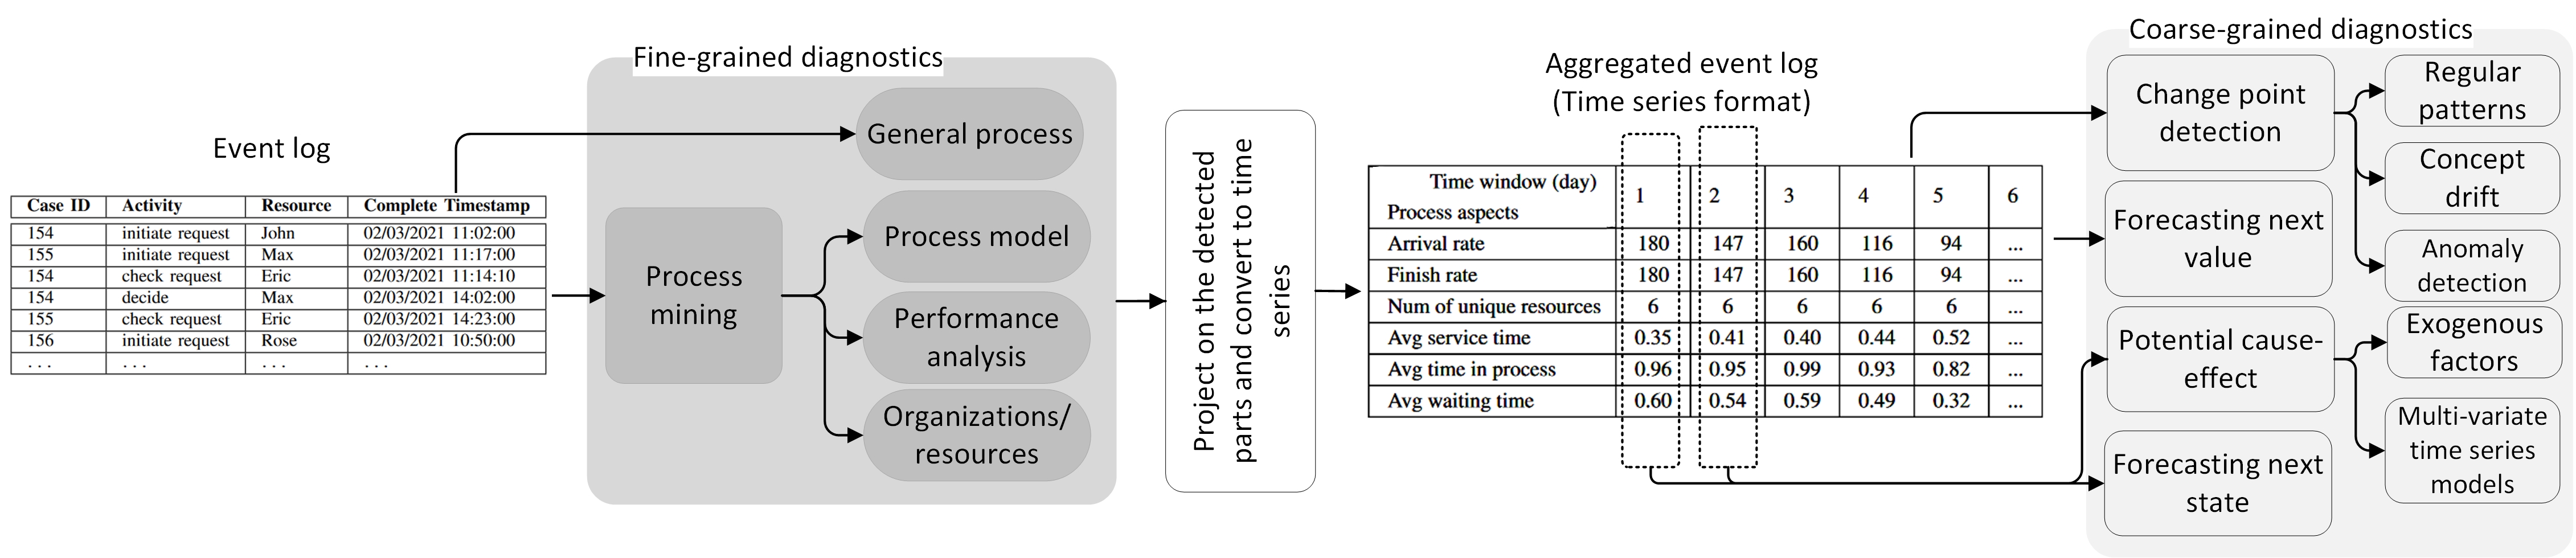 Event log
Case ID Activity Resource Complete Timestamp
154 initiate request John 02/03/2021 11:02:00
155 initiate request Max 02/03/2021 11:17:00
154 check request Eric 02/03/2021 11:14:10
154 decide Max 02/03/2021 14:02:00
155 check request Eric 02/03/2021 14:23:00
156 initiate request Rose 02/03/2021 10:50:00
. . . . . . . . . . . .
Fine-grained diagnostics
Process
mining
General process
Process model
Performance
analysis
Organizations/
resources
Project on the detected
parts and convert to time
series
Aggregated event log
(Time series format)
Time window (day)
Process aspects
1 2 3 4 5 6
Arrival rate 180 147 160 116 94 ...
Finish rate 180 147 160 116 94 ...
Num of unique resources 6 6 6 6 6 ...
Avg service time 0.35 0.41 0.40 0.44 0.52 ...
Avg time in process 0.96 0.95 0.99 0.93 0.82 ...
Avg waiting time 0.60 0.54 0.59 0.49 0.32 ...
Coarse-grained diagnostics
Change point
detection
Regular
patterns
Concept
drift
Anomaly
detection
Forecasting next
value
Potential cause-
effect
Exogenous
factors
Multi-variate
time series
models
Forecasting next
state